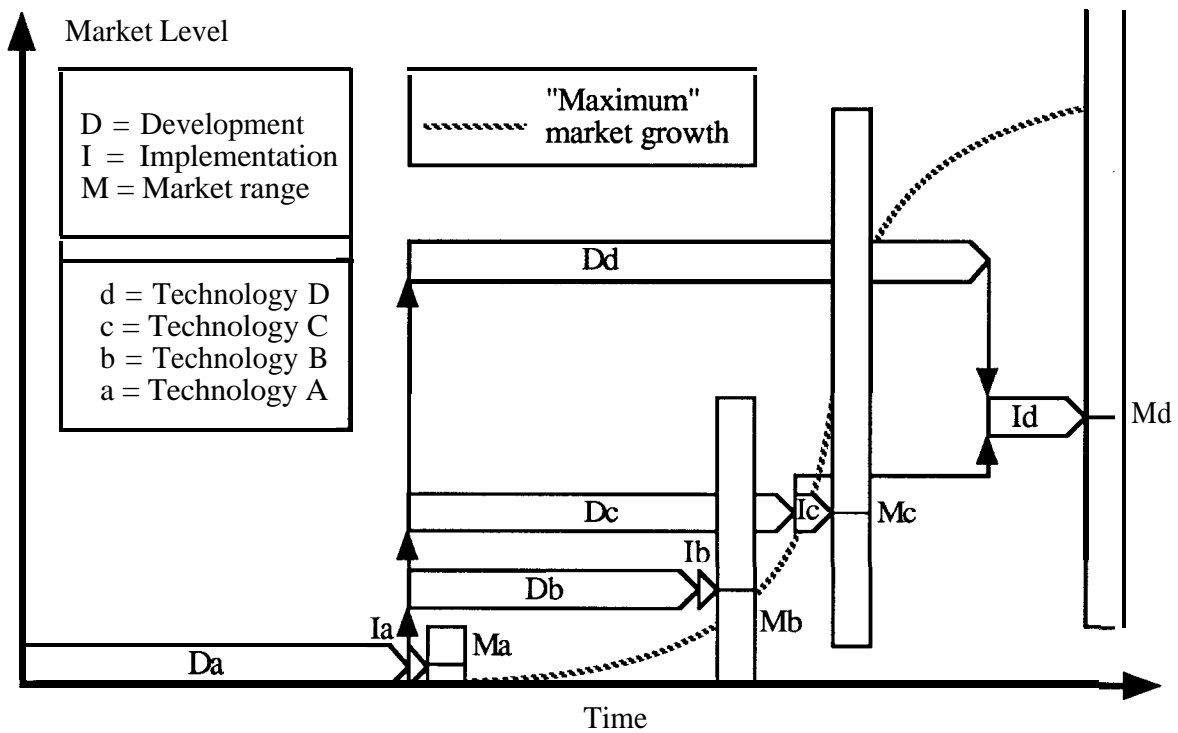 Market Level
D = Development
I = Implementation
M = Market range
"Maximum"
market growth
d = Technology D
c = Technology C
b = Technology B
a = Technology A
Dd
Id
Md
Dc
Ic
Mc
Ib
Db
Mb
Ia
Ma
Da
Time